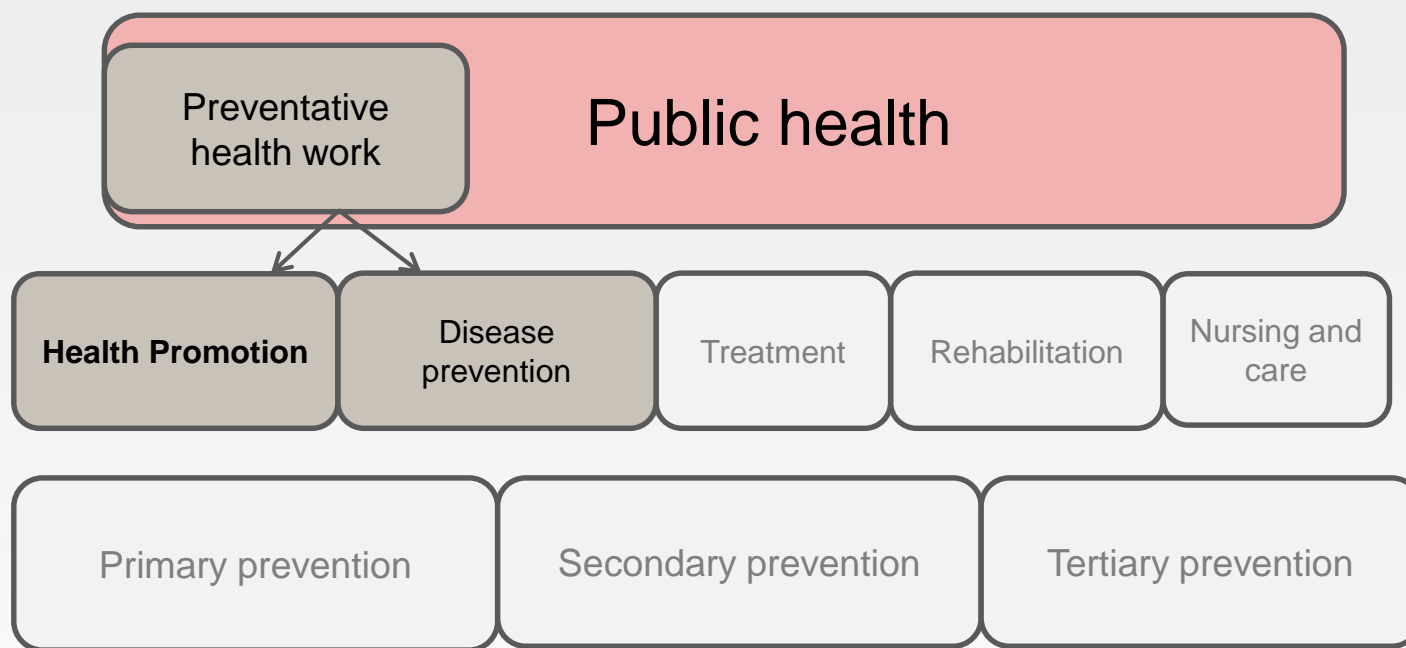 Preventative
health work
Public health
Health Promotion
Disease
prevention
Treatment
Rehabilitation
Nursing and
care
Primary prevention
Secondary prevention
Tertiary prevention